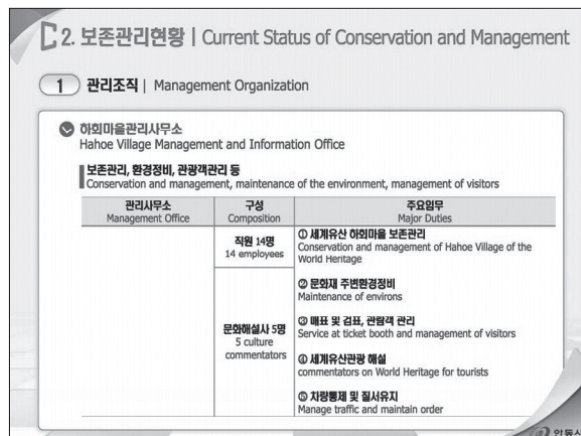 2. 보존관리현황 | Current Status of Conservation and Management
1 관리조직 | Management Organization
하회마을관리사무소
Hahoe Village Management and Information Office
보존관리, 환경정비, 관광객관리 등
Conservation and management, maintenance of the environment, management of visitors
관리사무소 구성 주요임무
Management Office Composition Major Duties
직원 14명
14 employees
① 세계유산 하회마을 보존관리
Conservation and management of Hahoe Village of the
World Heritage
② 문화재 주변환경정비
Maintenance of environs
문화해설사 5명
5 culture
commentators
③ 매표 및 검표, 관람객 관리
Service at ticket booth and management of visitors
④ 세계유산관광 해설
commentators on World Heritage for tourists
⑤ 차량통제 및 질서유지
Manage traffic and maintain order